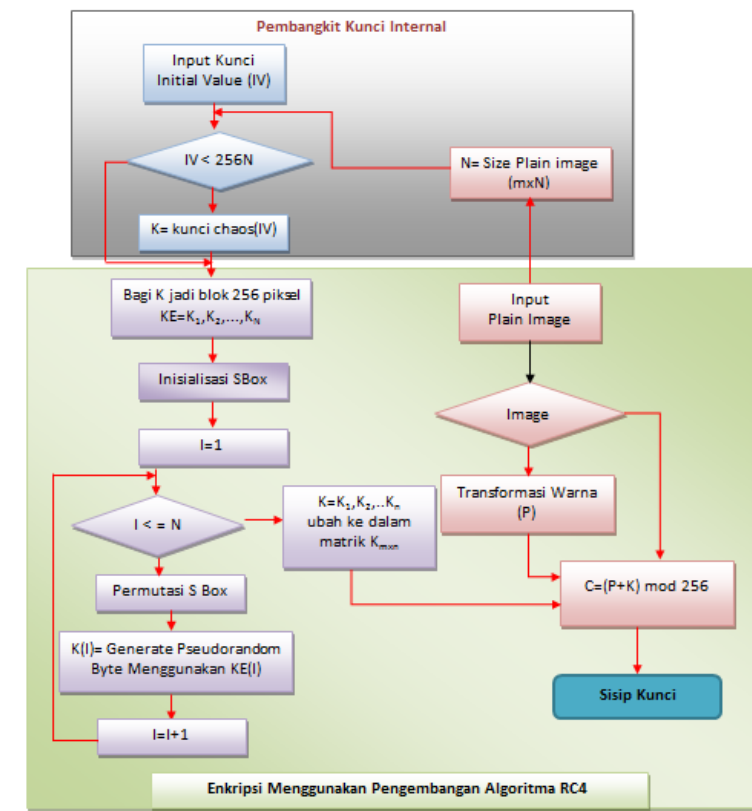 Pembangkit Kunci Internal
Input Kunci
Initial Value (IV)
IV < 256N
N= Size Plain image
(mxN)
K= kunci chaos(IV)
Bagi K jadi blok 256 piksel
KE=K₁,K₂,...,K_N
Inisialisasi SBox
I=1
I < = N
K=K₁,K₂,..Kₙ
ubah ke dalam
matrik Kₘₓₙ
Permutasi S Box
K(I)= Generate Pseudorandom
Byte Menggunakan KE(I)
I=I+1
Input
Plain Image
Image
Transformasi Warna
(P)
C=(P+K) mod 256
Sisip Kunci
Enkripsi Menggunakan Pengembangan Algoritma RC4